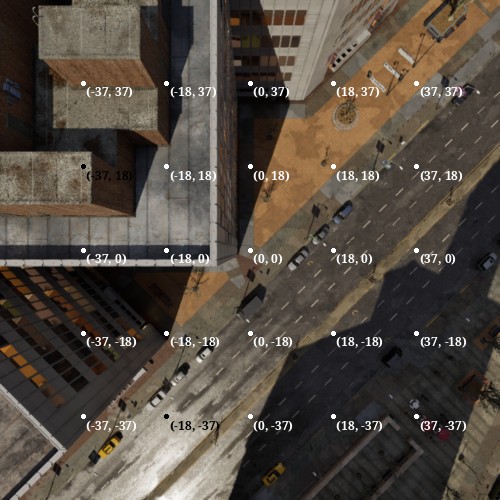 (-37, 37) (-18, 37) (0, 37) (18, 37) (37, 37)
(-37, 18) (-18, 18) (0, 18) (18, 18) (37, 18)
(-37, 0) (-18, 0) (0, 0) (18, 0) (37, 0)
(-37, -18) (-18, -18) (0, -18) (18, -18) (37, -18)
(-37, -37) (-18, -37) (0, -37) (18, -37) (37, -37)